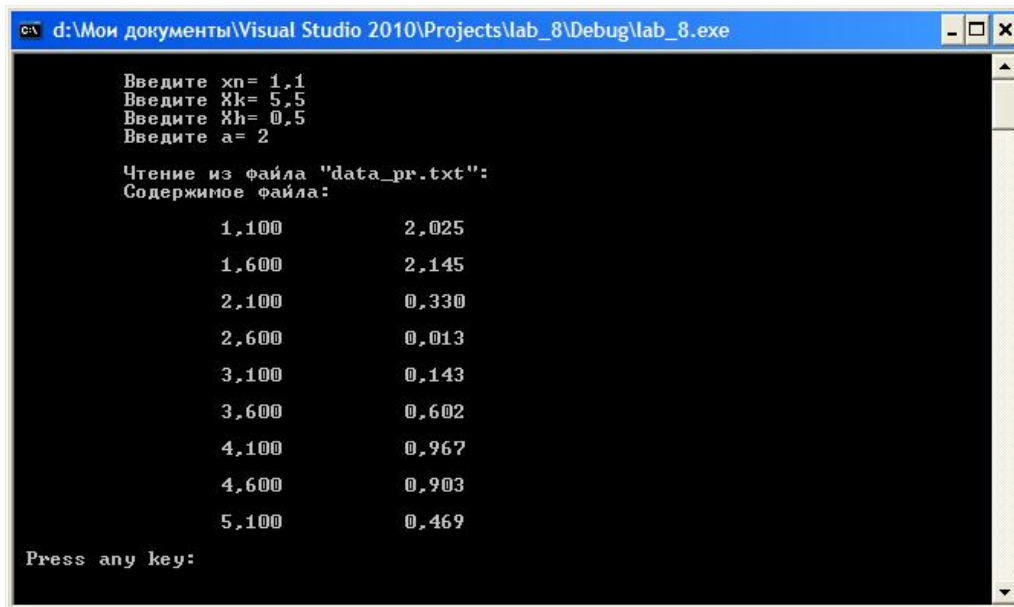 d:\Мои документы\Visual Studio 2010\Projects\lab_8\Debug\lab_8.exe
Введите xn= 1,1
Введите Xk= 5,5
Введите Xh= 0,5
Введите a= 2
Чтение из файла "data_pr.txt":
Содержимое файла:
1,100 2,025
1,600 2,145
2,100 0,330
2,600 0,013
3,100 0,143
3,600 0,602
4,100 0,967
4,600 0,903
5,100 0,469
Press any key: